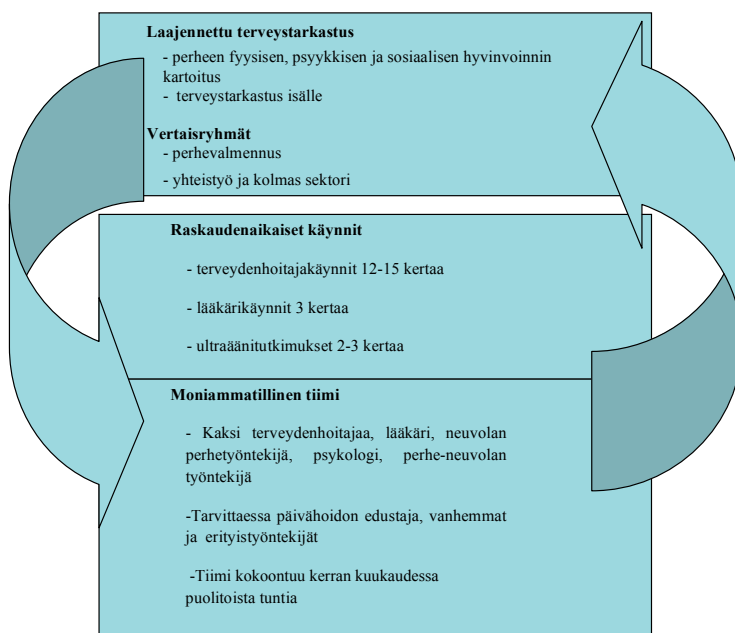 Laajennettu terveystarkastus
- perheen fyysisen, psyykkisen ja sosiaalisen hyvinvoinnin
kartoitus
- terveystarkastus isälle
Vertaisryhmät
- perhevalmennus
- yhteistyö ja kolmas sektori
Raskaudenaikaiset käynnit
- terveydenhoitajakäynnit 12-15 kertaa
- lääkärikäynnit 3 kertaa
- ultraäänitutkimukset 2-3 kertaa
Moniammatillinen tiimi
- Kaksi terveydenhoitajaa, lääkäri, neuvolan
perhetyöntekijä, psykologi, perhe-neuvolan
työntekijä
-Tarvittaessa päivähoidon edustaja, vanhemmat
ja erityistyöntekijät
-Tiimi kokoontuu kerran kuukaudessa
puolitoista tuntia